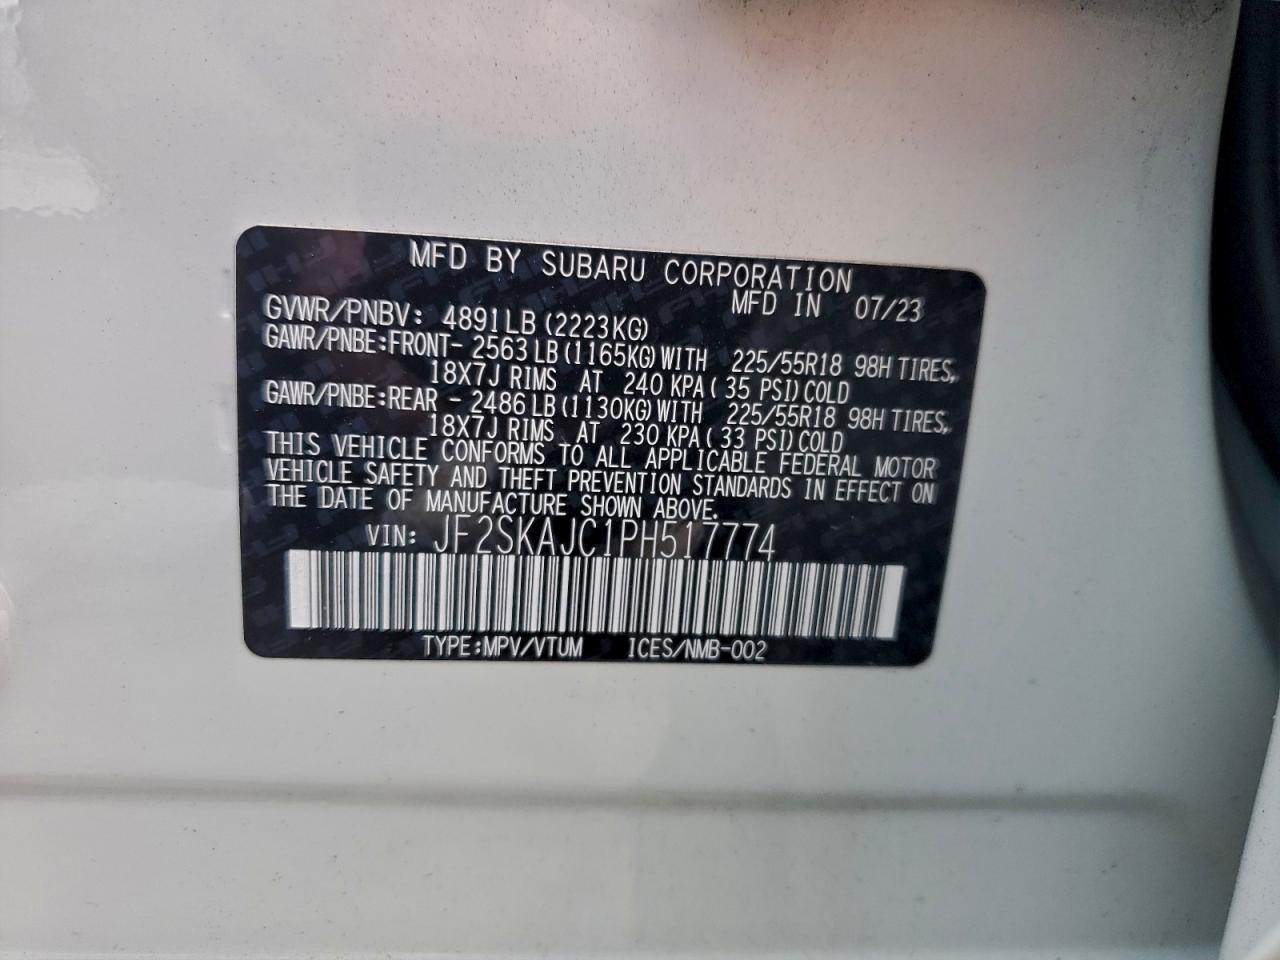 MFD BY SUBARU CORPORATION
MFD IN 07/23
GVWR/PNBV: 4891LB (2223KG)
GAWR/PNBE:FRONT- 2563LB(1165KG)WITH 225/55R18 98H TIRES,
18X7J RIMS AT 240 KPA( 35 PSI)COLD
GAWR/PNBE:REAR - 2486LB(1130KG)WITH 225/55R18 98H TIRES,
18X7J RIMS AT 230 KPA( 33 PSI)COLD
THIS VEHICLE CONFORMS TO ALL APPLICABLE FEDERAL MOTOR
VEHICLE SAFETY AND THEFT PREVENTION STANDARDS IN EFFECT ON
THE DATE OF MANUFACTURE SHOWN ABOVE.
VIN: JF2SKAJC1PH517774
TYPE:MPV/VTUM ICES/NMB-002